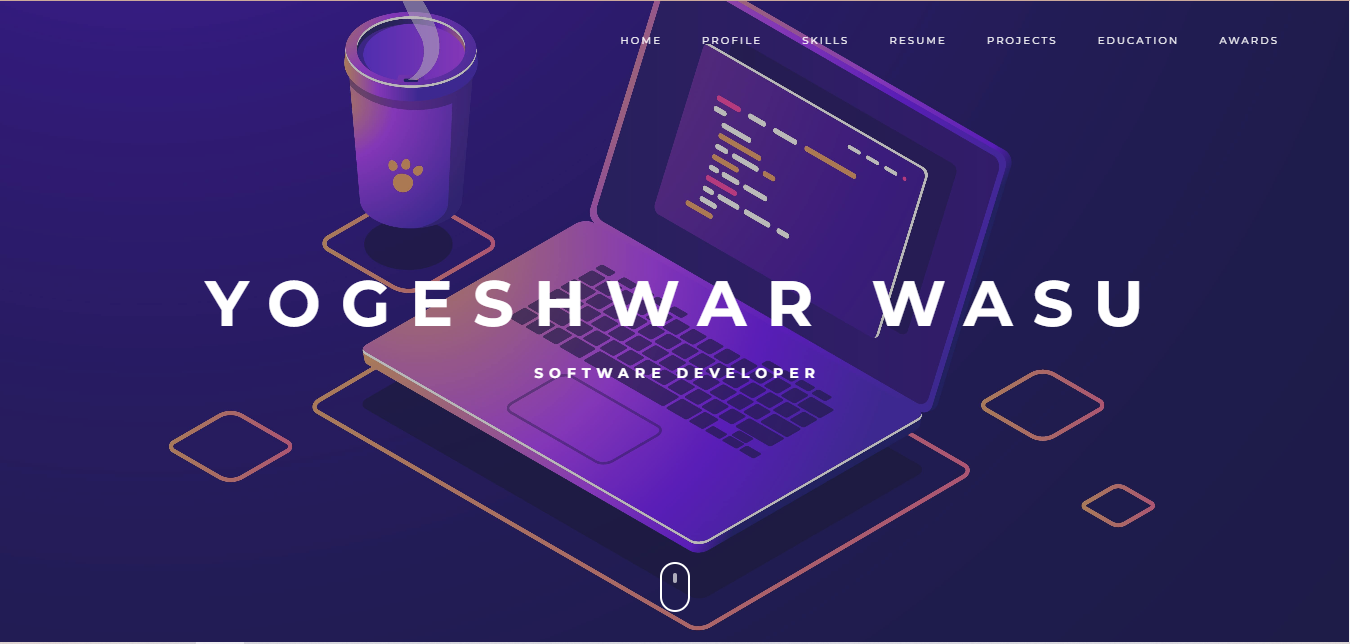 HOME PROFILE SKILLS RESUME PROJECTS EDUCATION AWARDS
YOGESHWAR WASU
SOFTWARE DEVELOPER